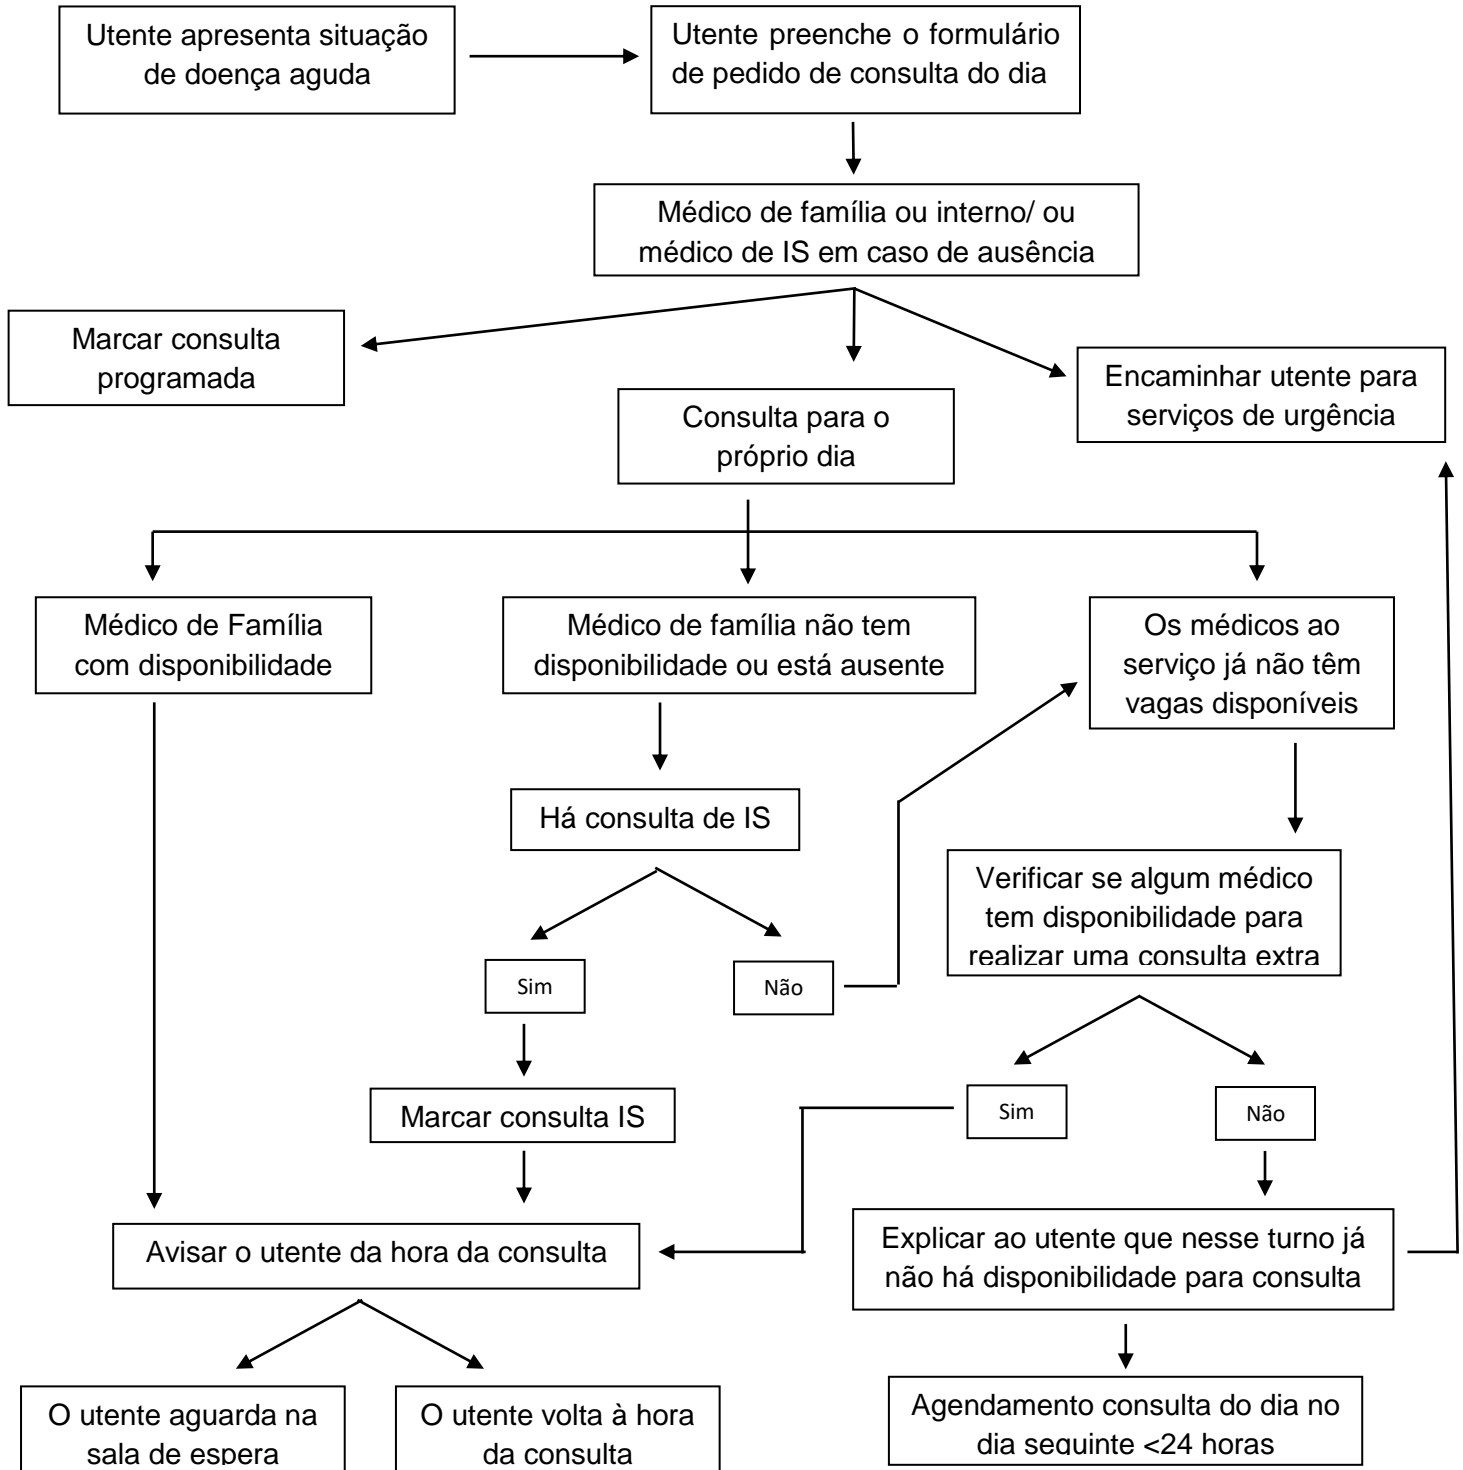 Utente apresenta situação
de doença aguda
Utente preenche o formulário
de pedido de consulta do dia
Médico de família ou interno/ ou
médico de IS em caso de ausência
Marcar consulta
programada
Consulta para o
próprio dia
Encaminhar utente para
serviços de urgência
Médico de Família
com disponibilidade
Médico de família não tem
disponibilidade ou está ausente
Os médicos ao
serviço já não têm
vagas disponíveis
Há consulta de IS
Verificar se algum médico
tem disponibilidade para
realizar uma consulta extra
Sim
Não
Marcar consulta IS
Sim
Não
Avisar o utente da hora da consulta
Explicar ao utente que nesse turno já
não há disponibilidade para consulta
O utente aguarda na
sala de espera
O utente volta à hora
da consulta
Agendamento consulta do dia no
dia seguinte <24 horas